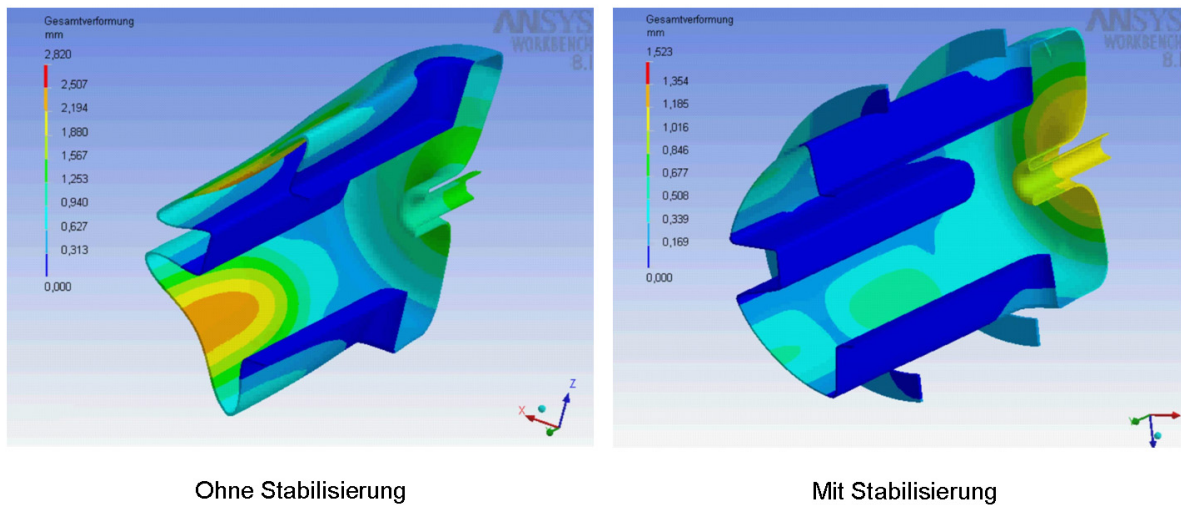 Gesamtverformung
mm
2,820
2,507
2,194
1,880
1,567
1,253
0,940
0,627
0,313
0,000
ANSYS
WORKBENCH
8.1
X
Z
Gesamtverformung
mm
1,523
1,354
1,185
1,016
0,846
0,677
0,508
0,339
0,169
0,000
ANSYS
WORKBENCH
8.1
Ohne Stabilisierung
Mit Stabilisierung